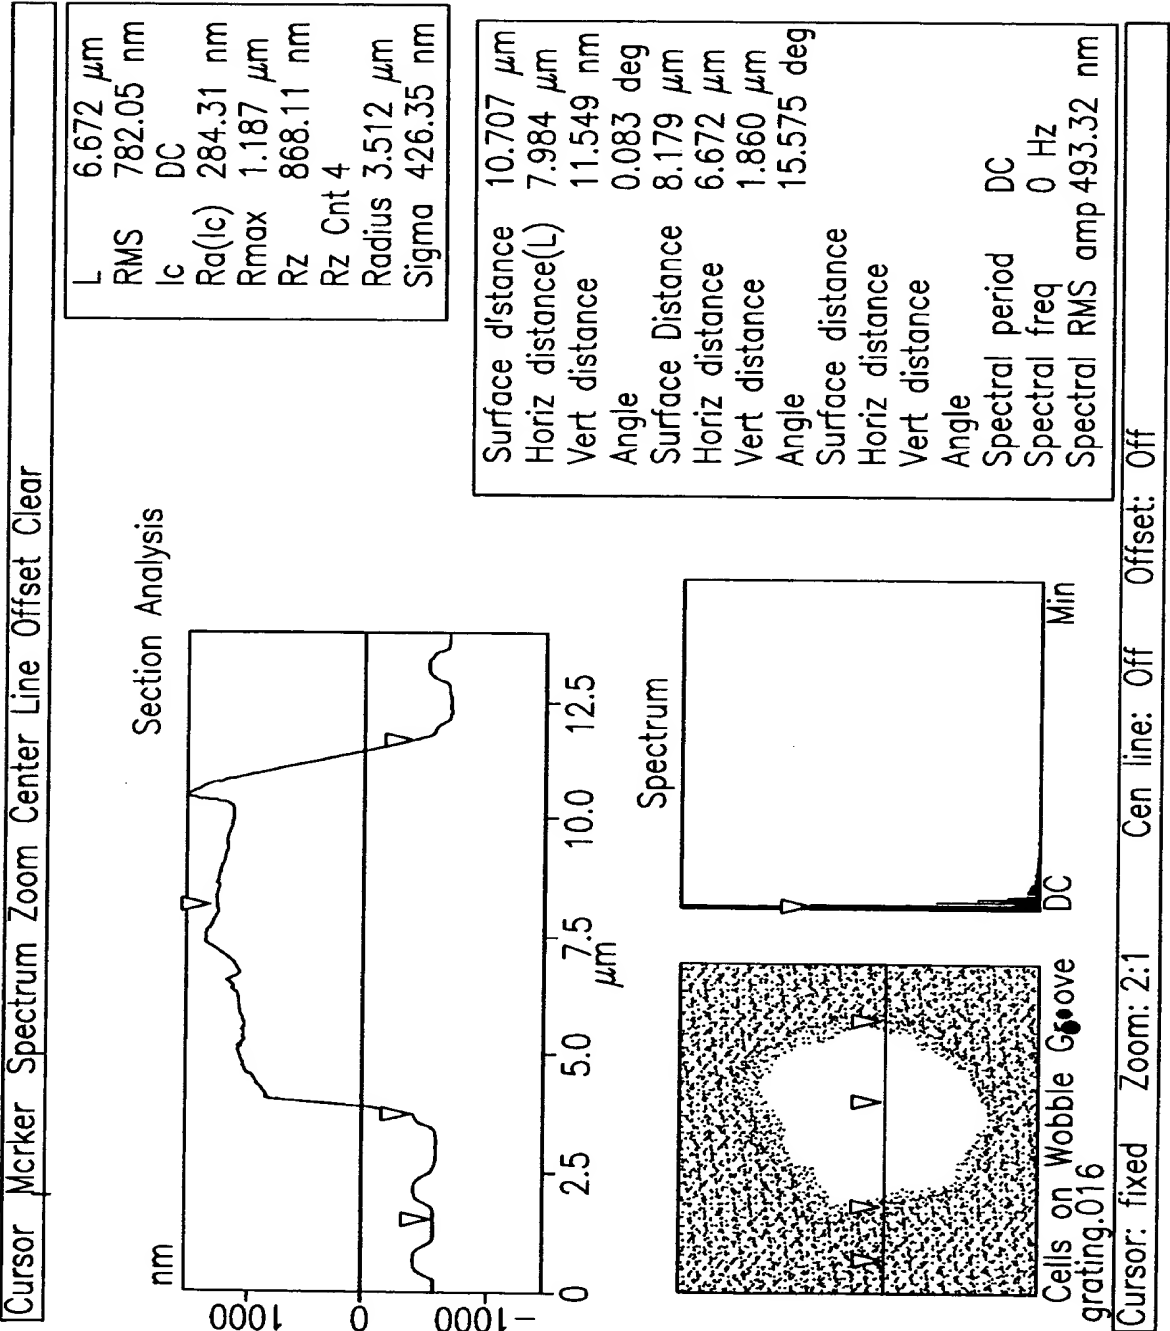 Cursor Mcrker Spectrum Zoom Center Line Offset Clear
Section Analysis
nm
1000
0
-1000
0 2.5 5.0 7.5 10.0 12.5
μm
L 6.672 μm
RMS 782.05 nm
lc DC
Ra(lc) 284.31 nm
Rmax 1.187 μm
Rz 868.11 nm
Rz Cnt 4
Radius 3.512 μm
Sigma 426.35 nm
Spectrum
DC Min
Surface distance 10.707 μm
Horiz distance(L) 7.984 μm
Vert distance 11.549 nm
Angle 0.083 deg
Surface Distance 8.179 μm
Horiz distance 6.672 μm
Vert distance 1.860 μm
Angle 15.575 deg
Surface distance
Horiz distance
Vert distance
Angle
Spectral period DC
Spectral freq 0 Hz
Spectral RMS amp 493.32 nm
Cells on Wobble Groove
grating.016
Cursor: fixed Zoom: 2:1 Cen line: Off Offset: Off